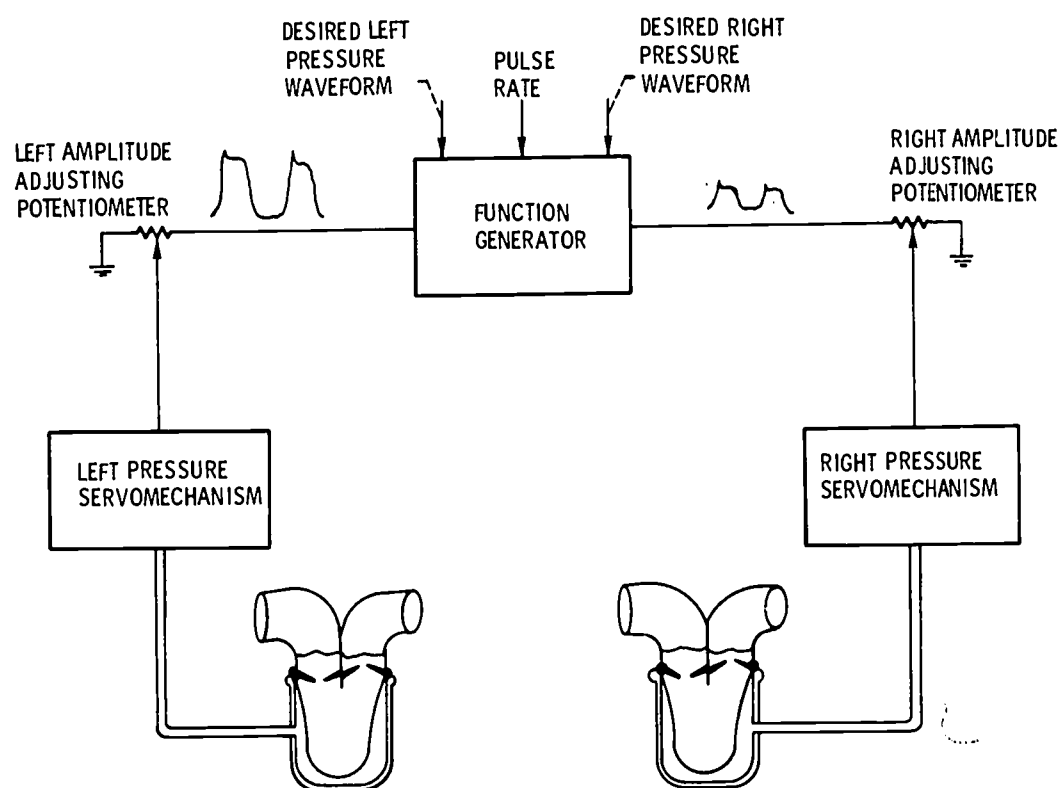 DESIRED LEFT
PRESSURE
WAVEFORM
PULSE
RATE
DESIRED RIGHT
PRESSURE
WAVEFORM
LEFT AMPLITUDE
ADJUSTING
POTENTIOMETER
FUNCTION
GENERATOR
RIGHT AMPLITUDE
ADJUSTING
POTENTIOMETER
LEFT PRESSURE
SERVOMECHANISM
RIGHT PRESSURE
SERVOMECHANISM